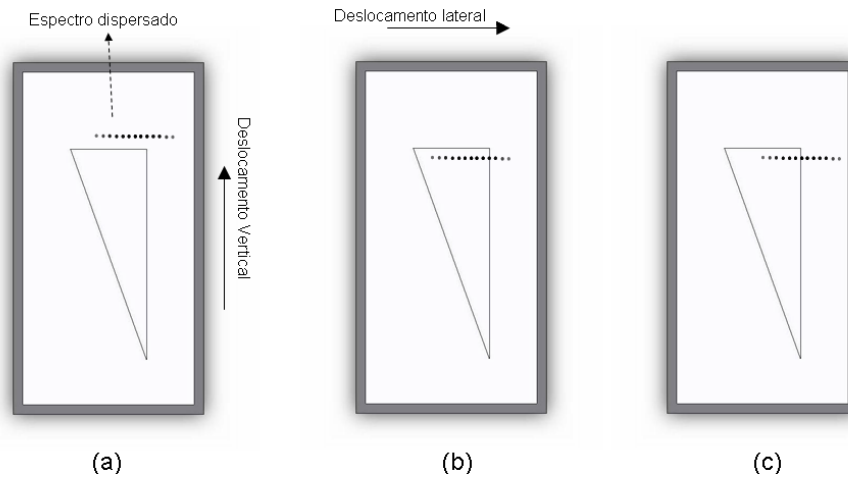 Espectro dispersado
Deslocamento lateral
Deslocamento Vertical
(a)
(b)
(c)